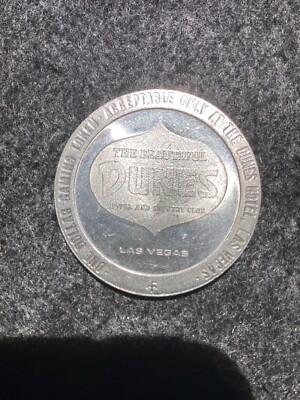 ONE DOLLAR GAMING TOKEN · ACCEPTABLE ONLY AT THE DUNES HOTEL, LAS VEGAS ·
THE BEAUTIFUL
DUNES
HOTEL AND COUNTRY CLUB
LAS VEGAS